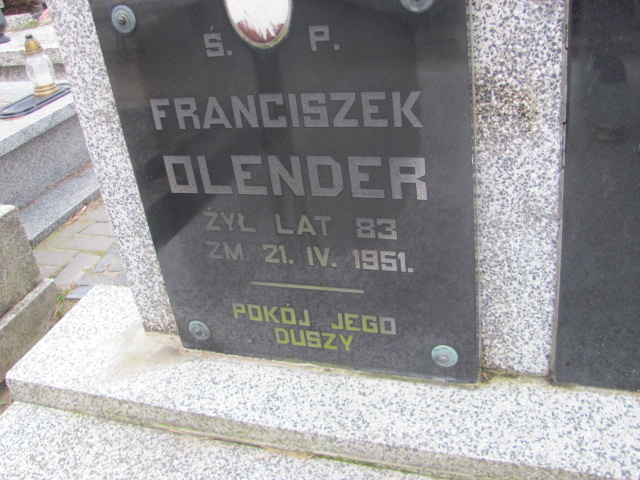 Ś. P.
FRANCISZEK
OLENDER
ŻYŁ LAT 83
ZM. 21. IV. 1951.
POKÓJ JEGO
DUSZY